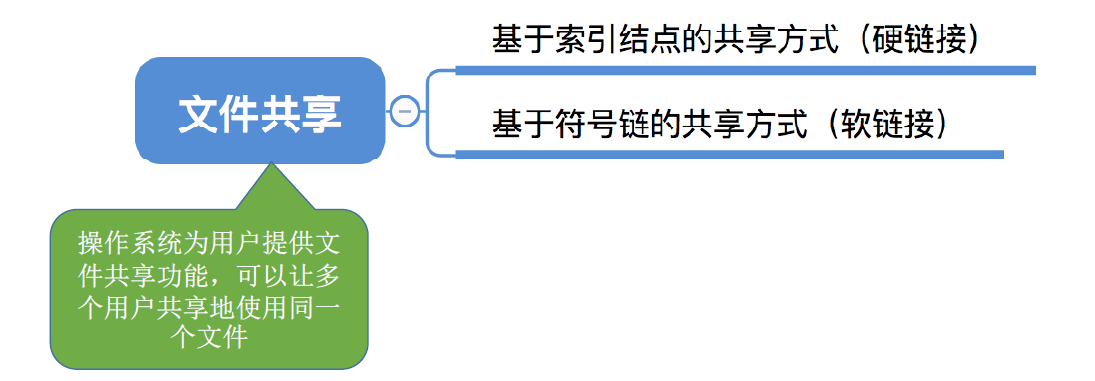 基于索引结点的共享方式（硬链接）
文件共享
基于符号链的共享方式（软链接）
操作系统为用户提供文
件共享功能，可以让多
个用户共享地使用同一
个文件